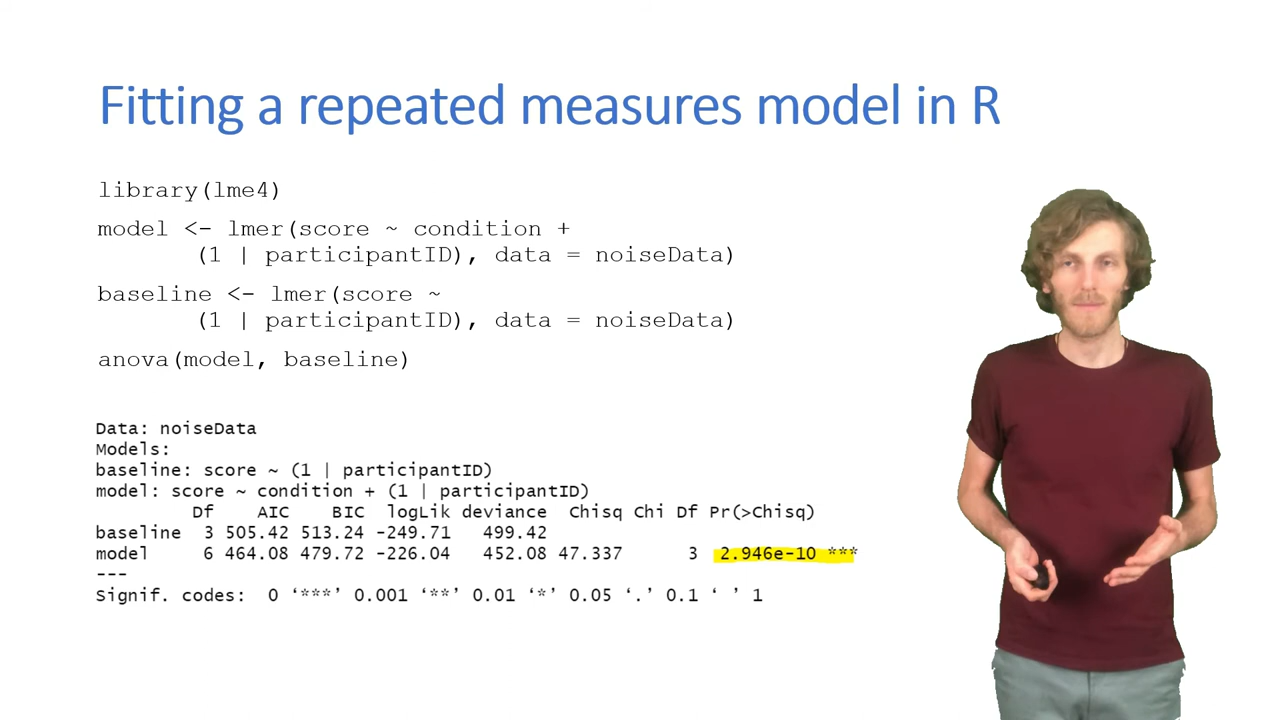 Fitting a repeated measures model in R
library(lme4)
model <- lmer(score ~ condition +
(1 | participantID), data = noiseData)
baseline <- lmer(score ~
(1 | participantID), data = noiseData)
anova(model, baseline)
Data: noiseData
Models:
baseline: score ~ (1 | participantID)
model: score ~ condition + (1 | participantID)
Df AIC BIC logLik deviance Chisq Chi Df Pr(>Chisq)
baseline 3 505.42 513.24 -249.71 499.42
model 6 464.08 479.72 -226.04 452.08 47.337 3 2.946e-10 ***
---
Signif. codes: 0 ‘***’ 0.001 ‘**’ 0.01 ‘*’ 0.05 ‘.’ 0.1 ‘ ’ 1